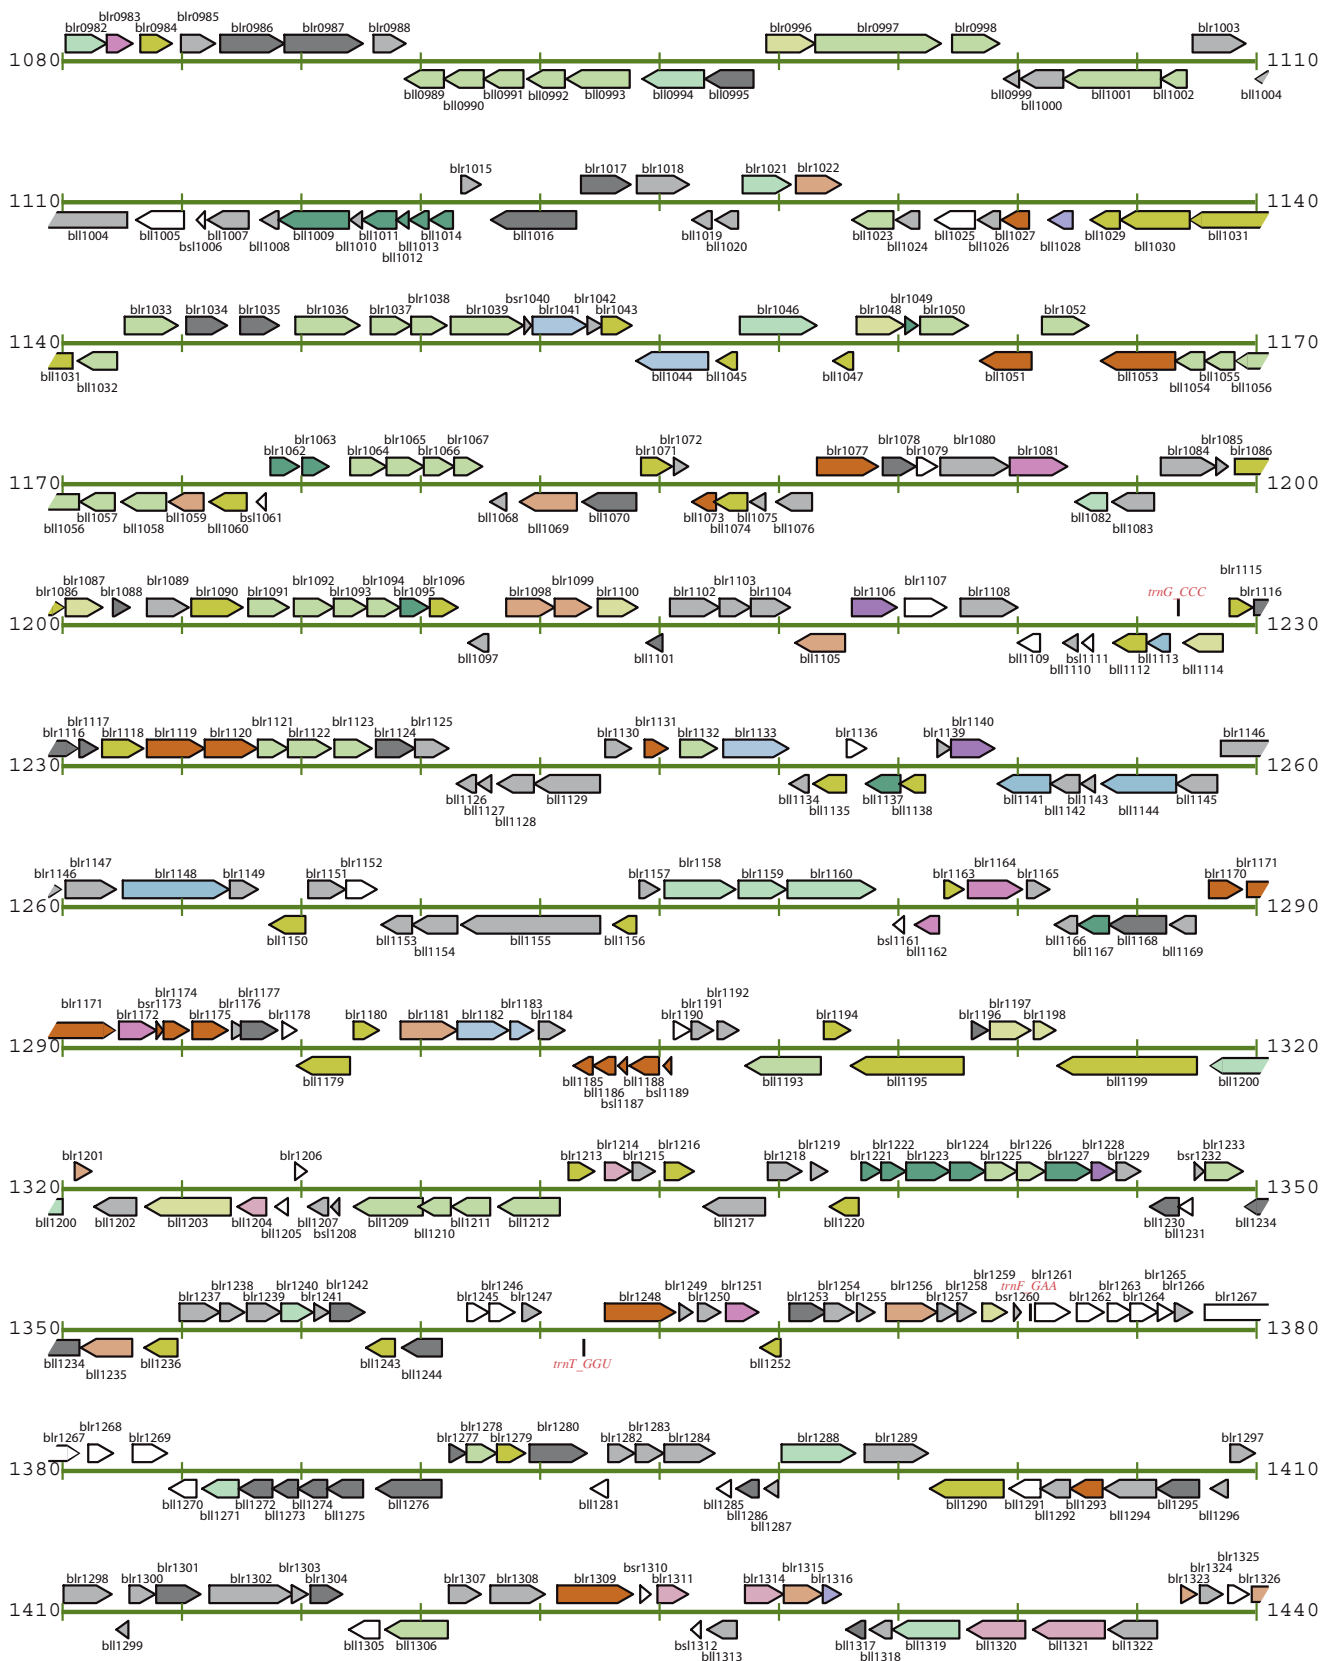 blr0983 blr0985
blr0982 blr0984 blr0986 blr0987 blr0988 blr0996 blr0997 blr0998 blr1003
1080 1110
bll0989 bll0991 bll0992 bll0993 bll0994 bll0995 bll0999 bll1001 bll1002 bll1004
bll0990 bll1000
blr1015 blr1017 blr1018 blr1021 blr1022
1110 1140
bll1004 bll1005 bll1007 bll1009 bll1011 bll1014 bll1016 bll1019 bll1023 bll1025 bll1027 bll1028 bll1029 bll1030 bll1031
bsl1006 bll1008 bll1010 bll1013 bll1020 bll1024 bll1026
bll1012
blr1038 bsr1040 blr1042 blr1049
blr1033 blr1034 blr1035 blr1036 blr1037 blr1039 blr1041 blr1043 blr1046 blr1048 blr1050 blr1052
1140 1170
bll1031 bll1044 bll1045 bll1047 bll1051 bll1053 bll1055
bll1032 bll1054 bll1056
blr1063 blr1065 blr1067 blr1072 blr1078 blr1080 blr1085
blr1062 blr1064 blr1066 blr1071 blr1077 blr1079 blr1081 blr1084 blr1086
1170 1200
bll1057 bll1059 bsl1061 bll1068 bll1070 bll1073 bll1075 bll1082
bll1056 bll1058 bll1060 bll1069 bll1074 bll1076 bll1083
blr1115
blr1087 blr1092 blr1094 blr1096 blr1099 blr1103 blr1107 trnG_CCC
blr1086 blr1088 blr1089 blr1090 blr1091 blr1093 blr1095 blr1098 blr1100 blr1102 blr1104 blr1106 blr1108 blr1116
1200 1230
bll1097 bll1101 bll1105 bll1109 bsl1111 bll1113
bll1110 bll1112 bll1114
blr1117 blr1121 blr1123 blr1125 blr1131 blr1140
blr1116 blr1118 blr1119 blr1120 blr1122 blr1124 blr1130 blr1132 blr1133 blr1136 blr1139 blr1146
1230 1260
bll1126 bll1129 bll1134 bll1137 bll1141 bll1143 bll1145
bll1127 bll1135 bll1138 bll1142 bll1144
bll1128
blr1147 blr1152 blr1158 blr1164 blr1171
blr1146 blr1148 blr1149 blr1151 blr1157 blr1159 blr1160 blr1163 blr1165 blr1170
1260 1290
bll1150 bll1153 bll1155 bll1156 bsl1161 bll1166 bll1168
bll1154 bll1162 bll1167 bll1169
blr1174 blr1177 blr1192
blr1171 bsr1173 blr1176 blr1183 blr1191 blr1197
blr1172 blr1175 blr1178 blr1180 blr1181 blr1182 blr1184 blr1190 blr1194 blr1196 blr1198
1290 1320
bll1179 bll1185 bll1188 bll1193 bll1195 bll1199 bll1200
bll1186 bsl1189
bsl1187
blr1214 blr1216 blr1219 blr1222 blr1224 blr1226 blr1228 blr1233
blr1201 blr1206 blr1213 blr1215 blr1218 blr1221 blr1223 blr1225 blr1227 blr1229 bsr1232
1320 1350
bll1200 bll1202 bll1203 bll1204 bll1207 bll1209 bll1211 bll1212 bll1217 bll1220 bll1230 bll1234
bll1205 bsl1208 bll1210 bll1231
blr1259 blr1261 blr1265
blr1238 blr1240 blr1242 blr1246 blr1249 blr1251 blr1254 blr1256 blr1258 trnF_GAA blr1263 blr1266
blr1237 blr1239 blr1241 blr1245 blr1247 blr1248 blr1250 blr1253 blr1255 blr1257 bsr1260 blr1262 blr1264 blr1267
1350 1380
bll1234 bll1236 bll1243 trnT_GGU bll1252
bll1235 bll1244
blr1268 blr1278 blr1280 blr1283
blr1267 blr1269 blr1277 blr1279 blr1282 blr1284 blr1288 blr1289 blr1297
1380 1410
bll1270 bll1272 bll1274 bll1276 bll1281 bll1285 bll1290 bll1291 bll1293 bll1295
bll1271 bll1273 bll1275 bll1286 bll1292 bll1294 bll1296
bll1287
blr1325
blr1301 blr1303 bsr1310 blr1315 blr1324
blr1298 blr1300 blr1302 blr1304 blr1307 blr1308 blr1309 blr1311 blr1314 blr1316 blr1323 blr1326
1410 1440
bll1299 bll1305 bll1306 bsl1312 bll1317 bll1319 bll1320 bll1321 bll1322
bll1313 bll1318